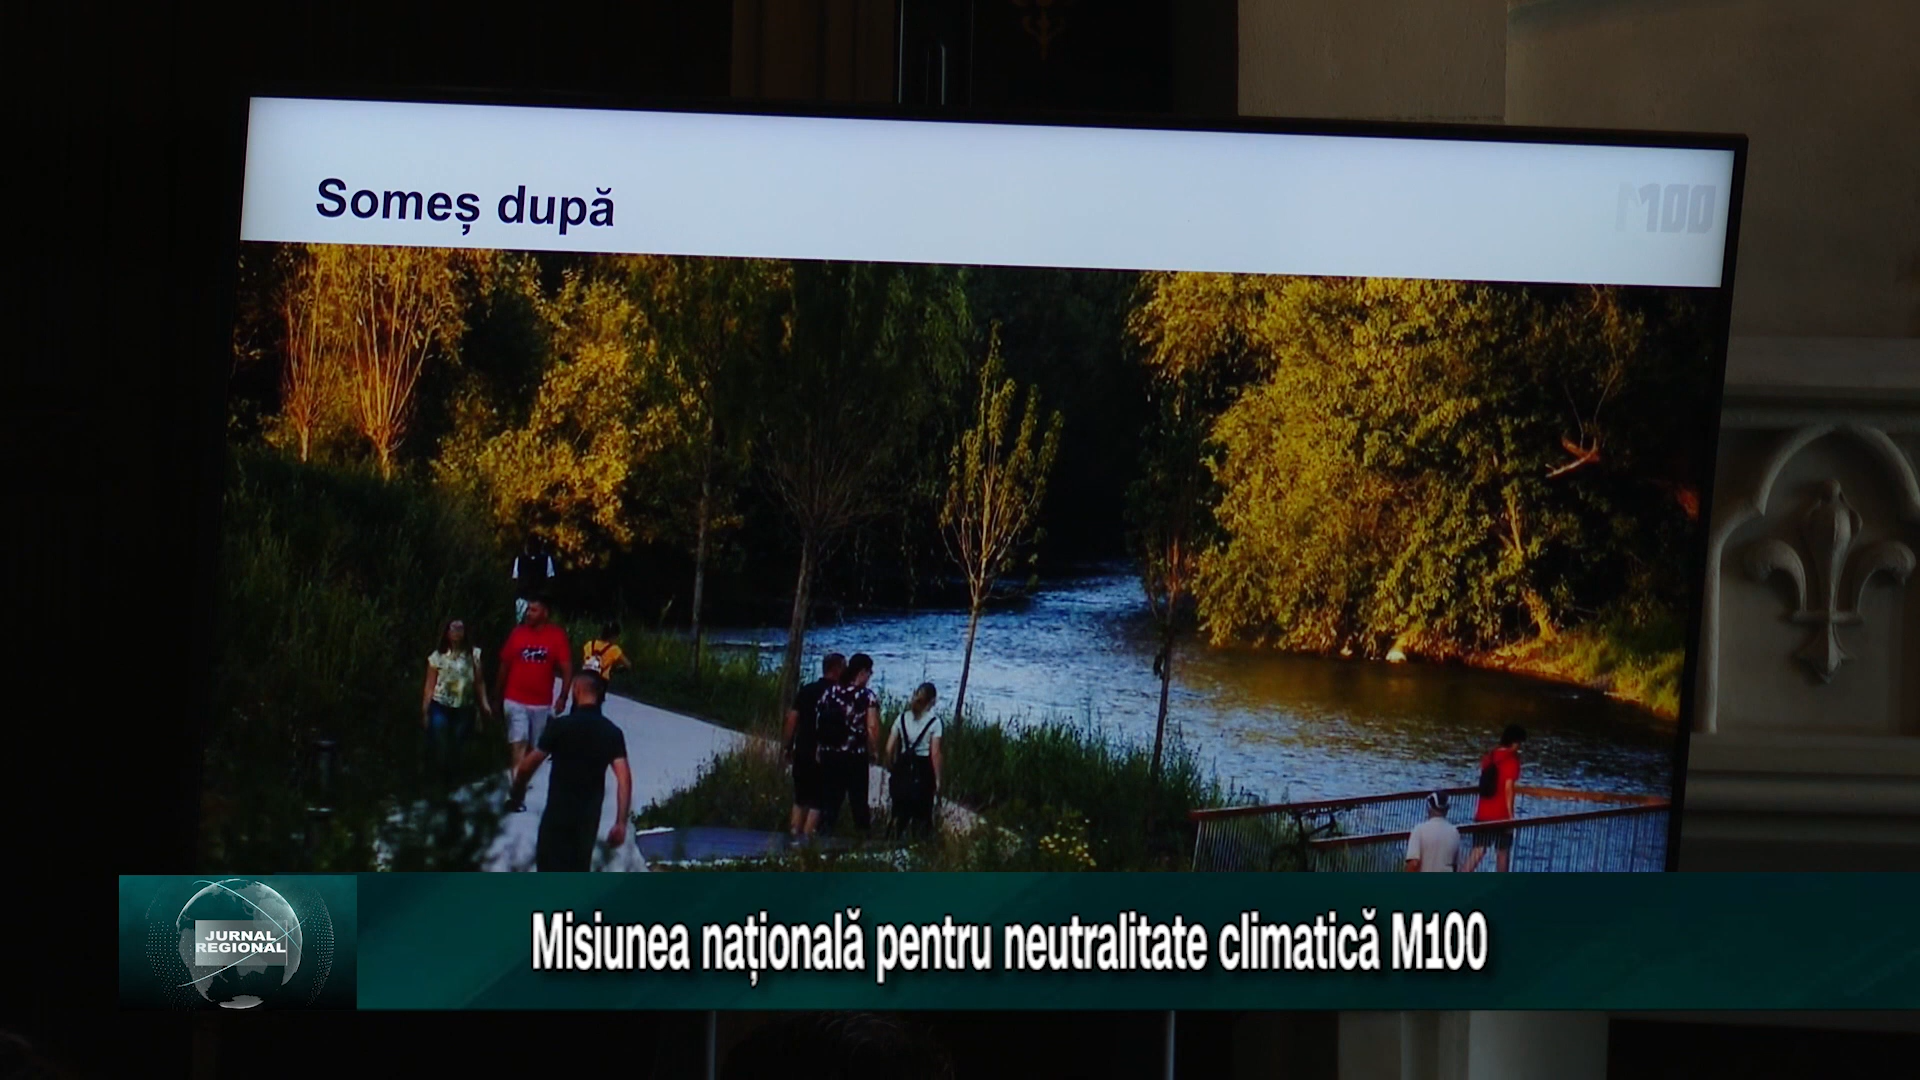 Someș după
M100
JURNAL
REGIONAL
Misiunea națională pentru neutralitate climatică M100